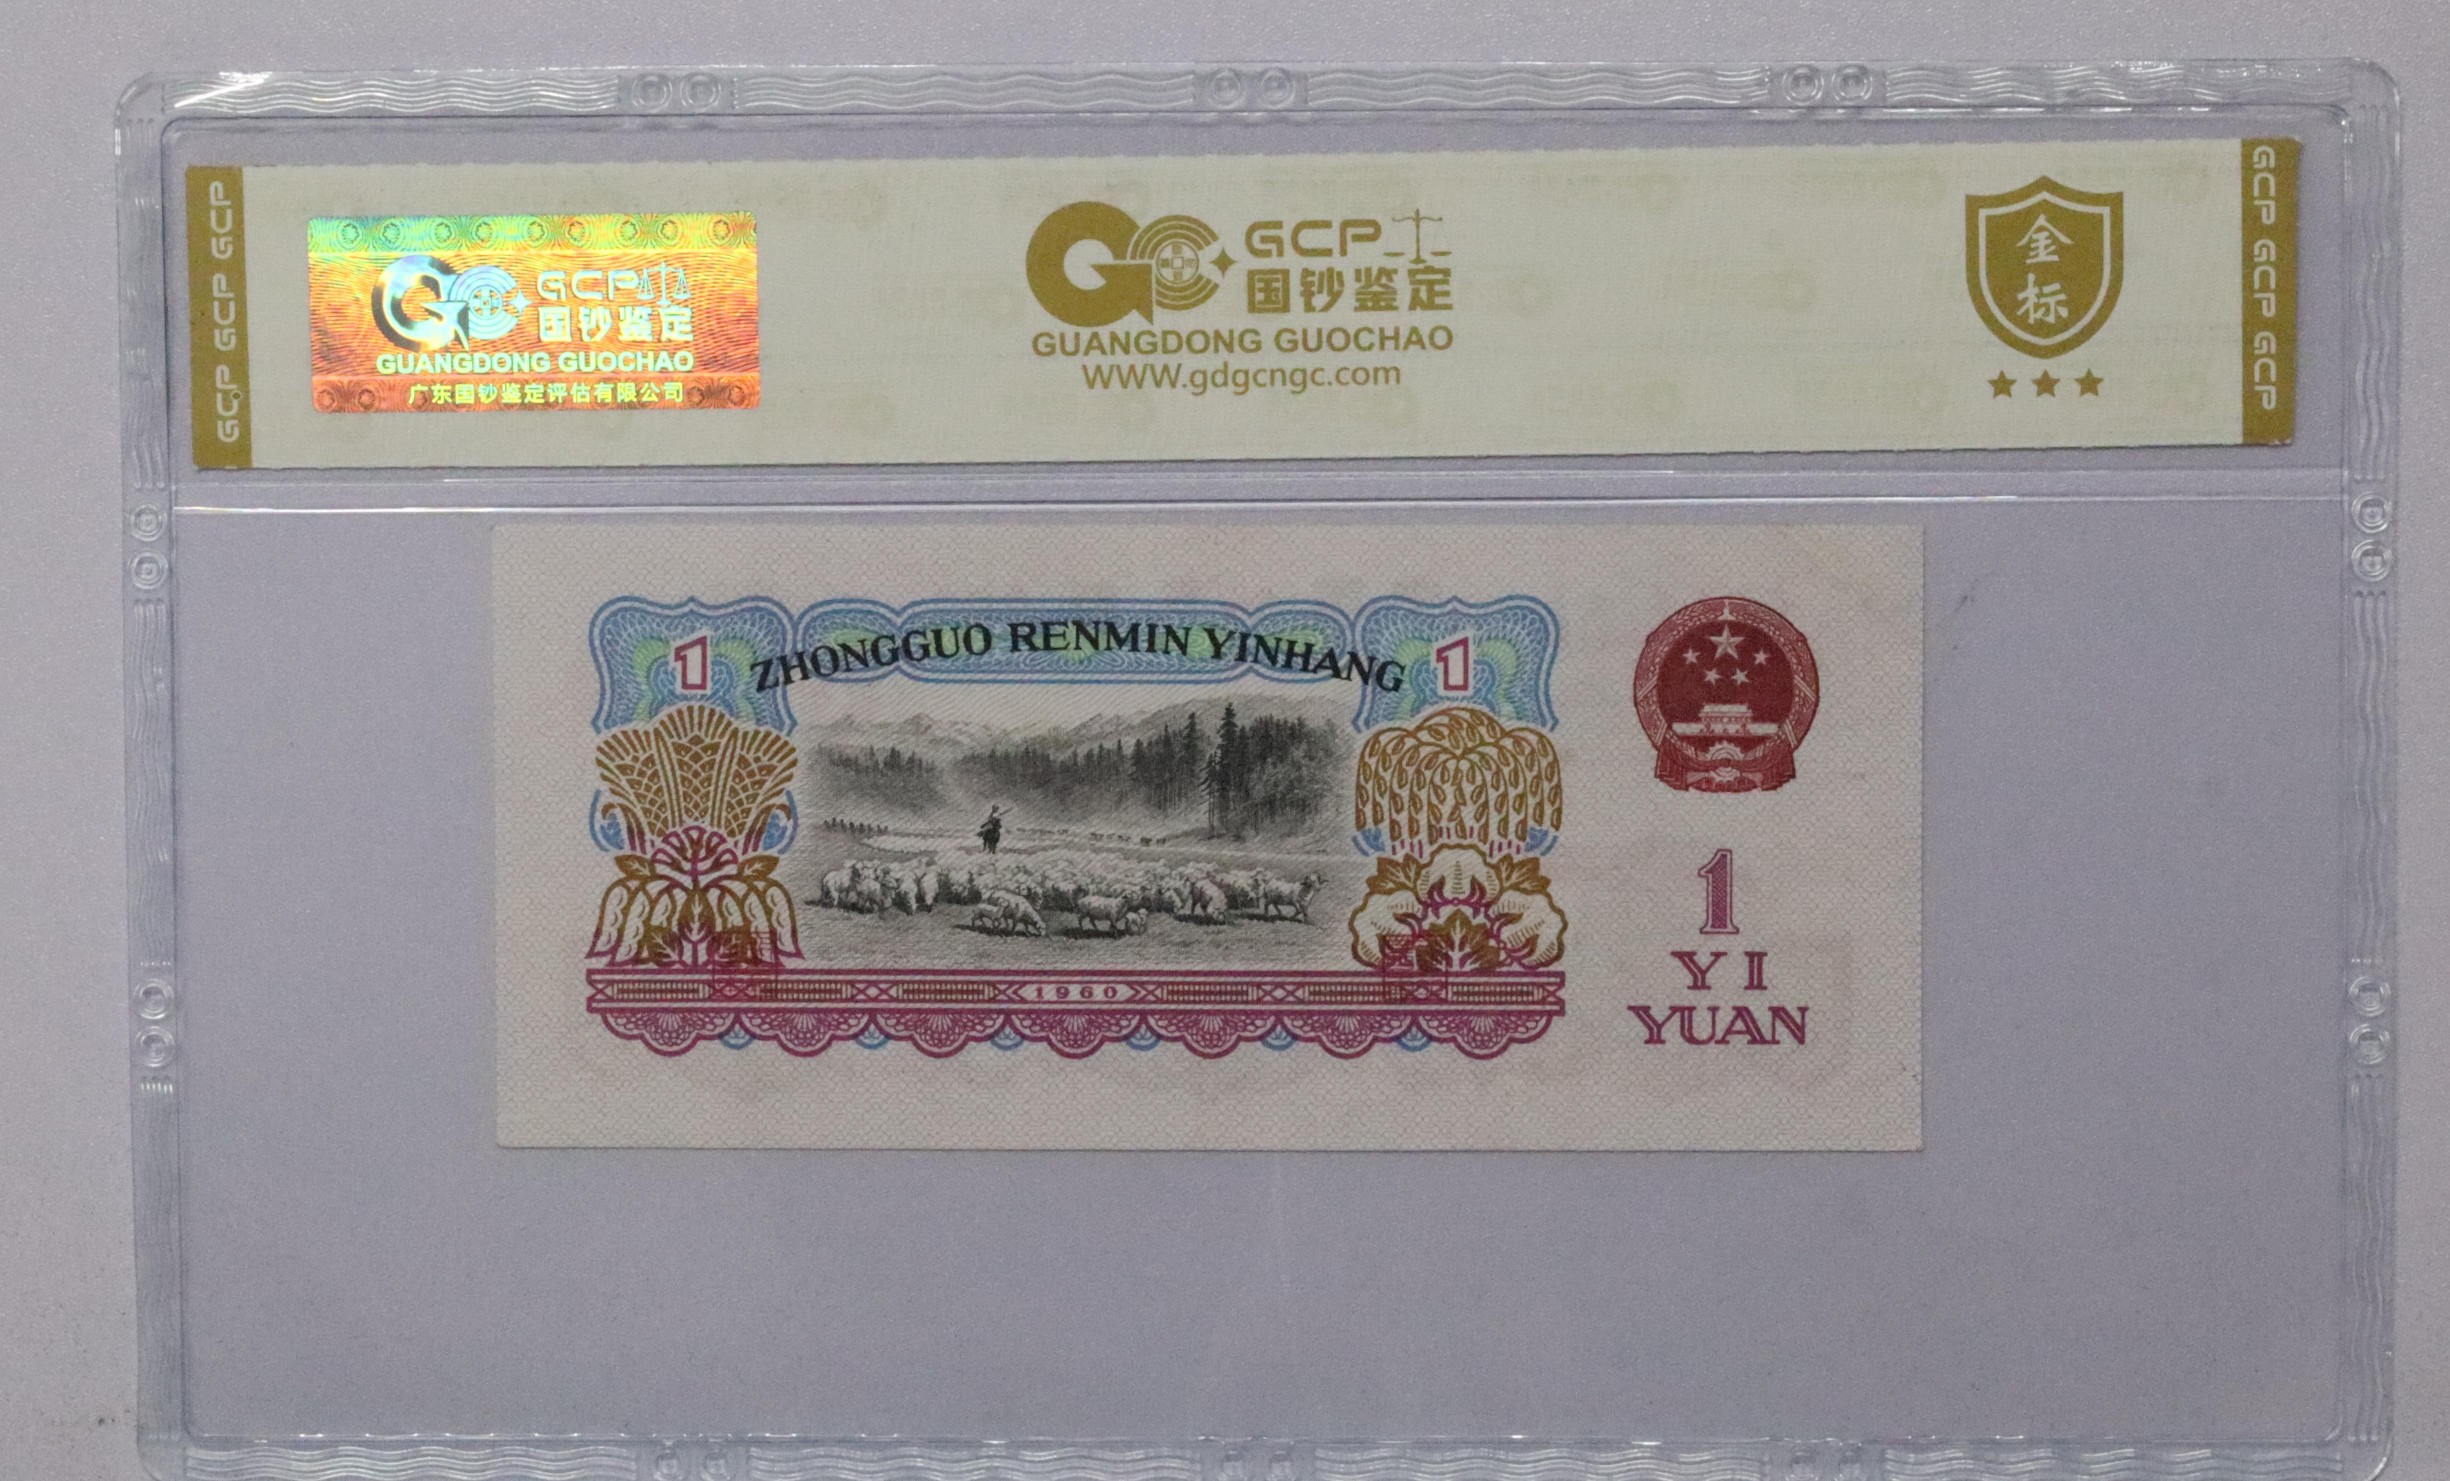 GCP GCP GCP
GCP
国钞鉴定
GUANGDONG GUOCHAO
广东国钞鉴定评估有限公司
GCP
国钞鉴定
GUANGDONG GUOCHAO
WWW.gdgcngc.com
金
标
GCP GCP GCP
1
ZHONGGUO RENMIN YINHANG
1
1960
1
YI
YUAN